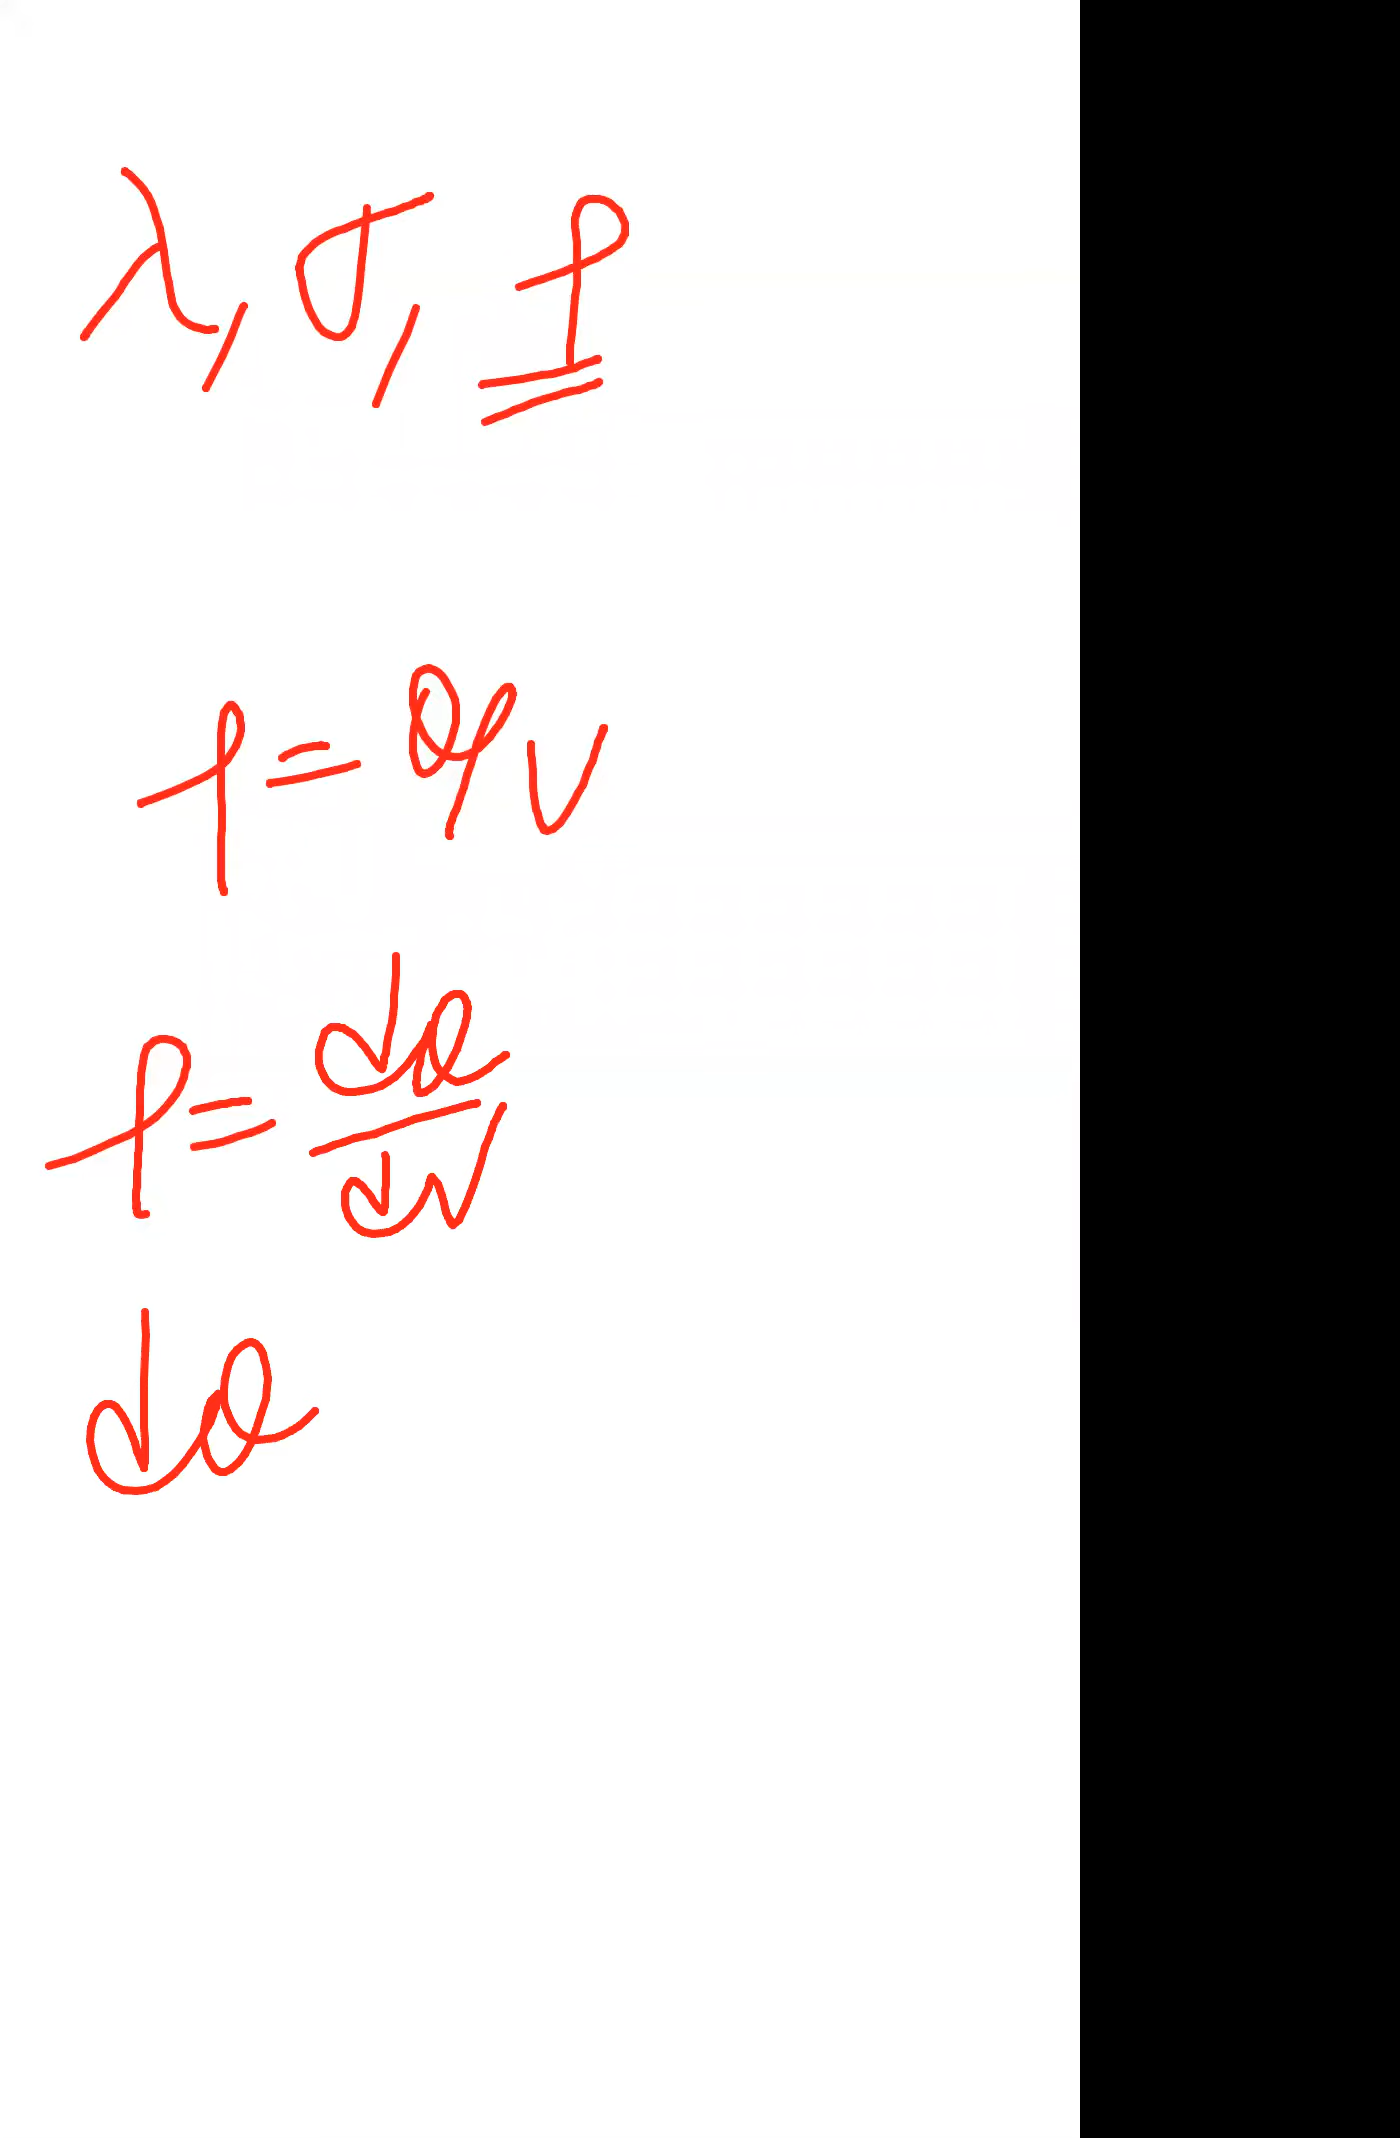 λ, σ, ρ
ρ = Q/V
ρ = dQ/dV
dQ